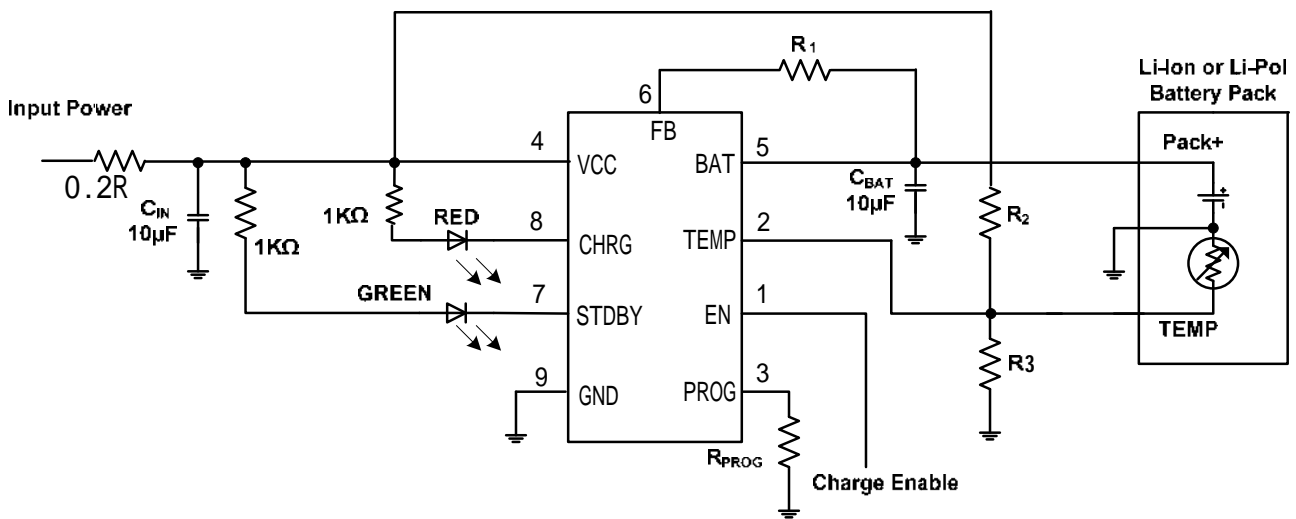 R1
Li-Ion or Li-Pol
Battery Pack
Input Power
6
FB
Pack+
4
VCC
BAT
5
0.2R
CIN
10µF
1KΩ
1KΩ
RED
8
CHRG
TEMP
2
CBAT
10µF
R2
GREEN
7
STDBY
EN
1
TEMP
9
GND
PROG
3
R3
RPROG
Charge Enable